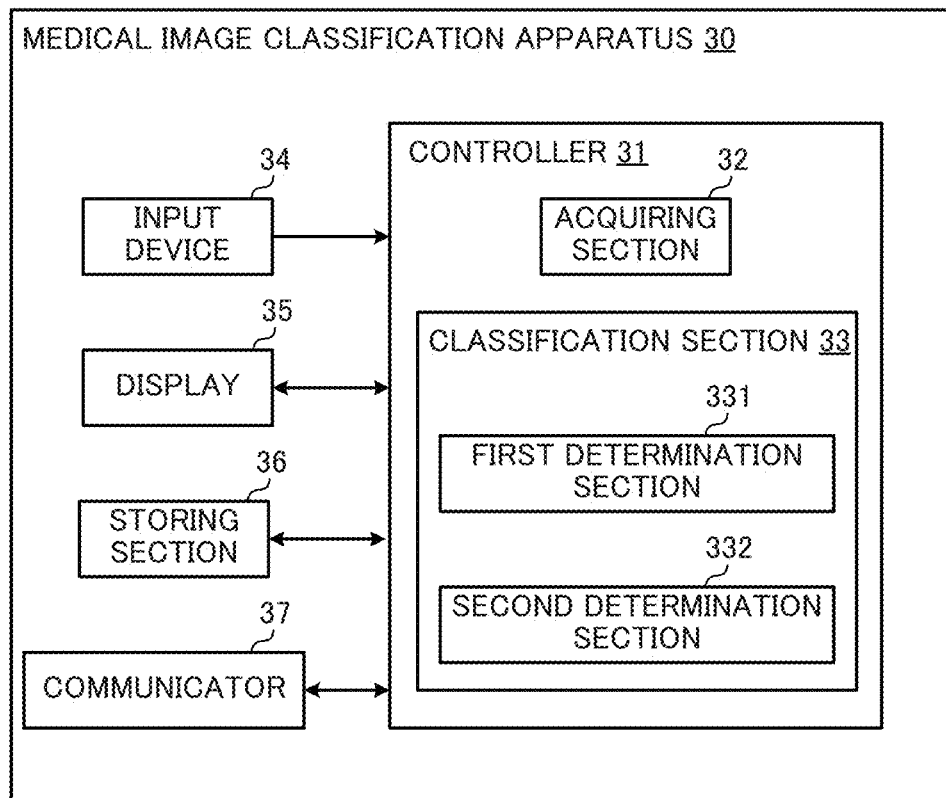 MEDICAL IMAGE CLASSIFICATION APPARATUS 30
CONTROLLER 31
34
INPUT
DEVICE
32
ACQUIRING
SECTION
35
DISPLAY
CLASSIFICATION SECTION 33
331
FIRST DETERMINATION
SECTION
36
STORING
SECTION
332
SECOND DETERMINATION
SECTION
37
COMMUNICATOR